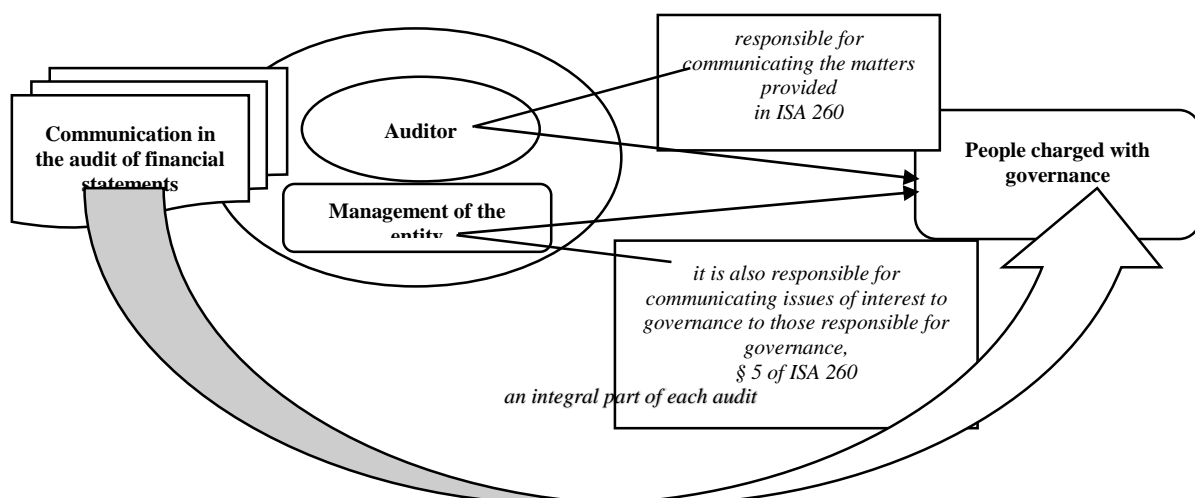 Communication in
the audit of financial
statements
Auditor
Management of the
entity
responsible for
communicating the matters
provided
in ISA 260
People charged with
governance
it is also responsible for
communicating issues of interest to
governance to those responsible for
governance,
§ 5 of ISA 260
an integral part of each audit